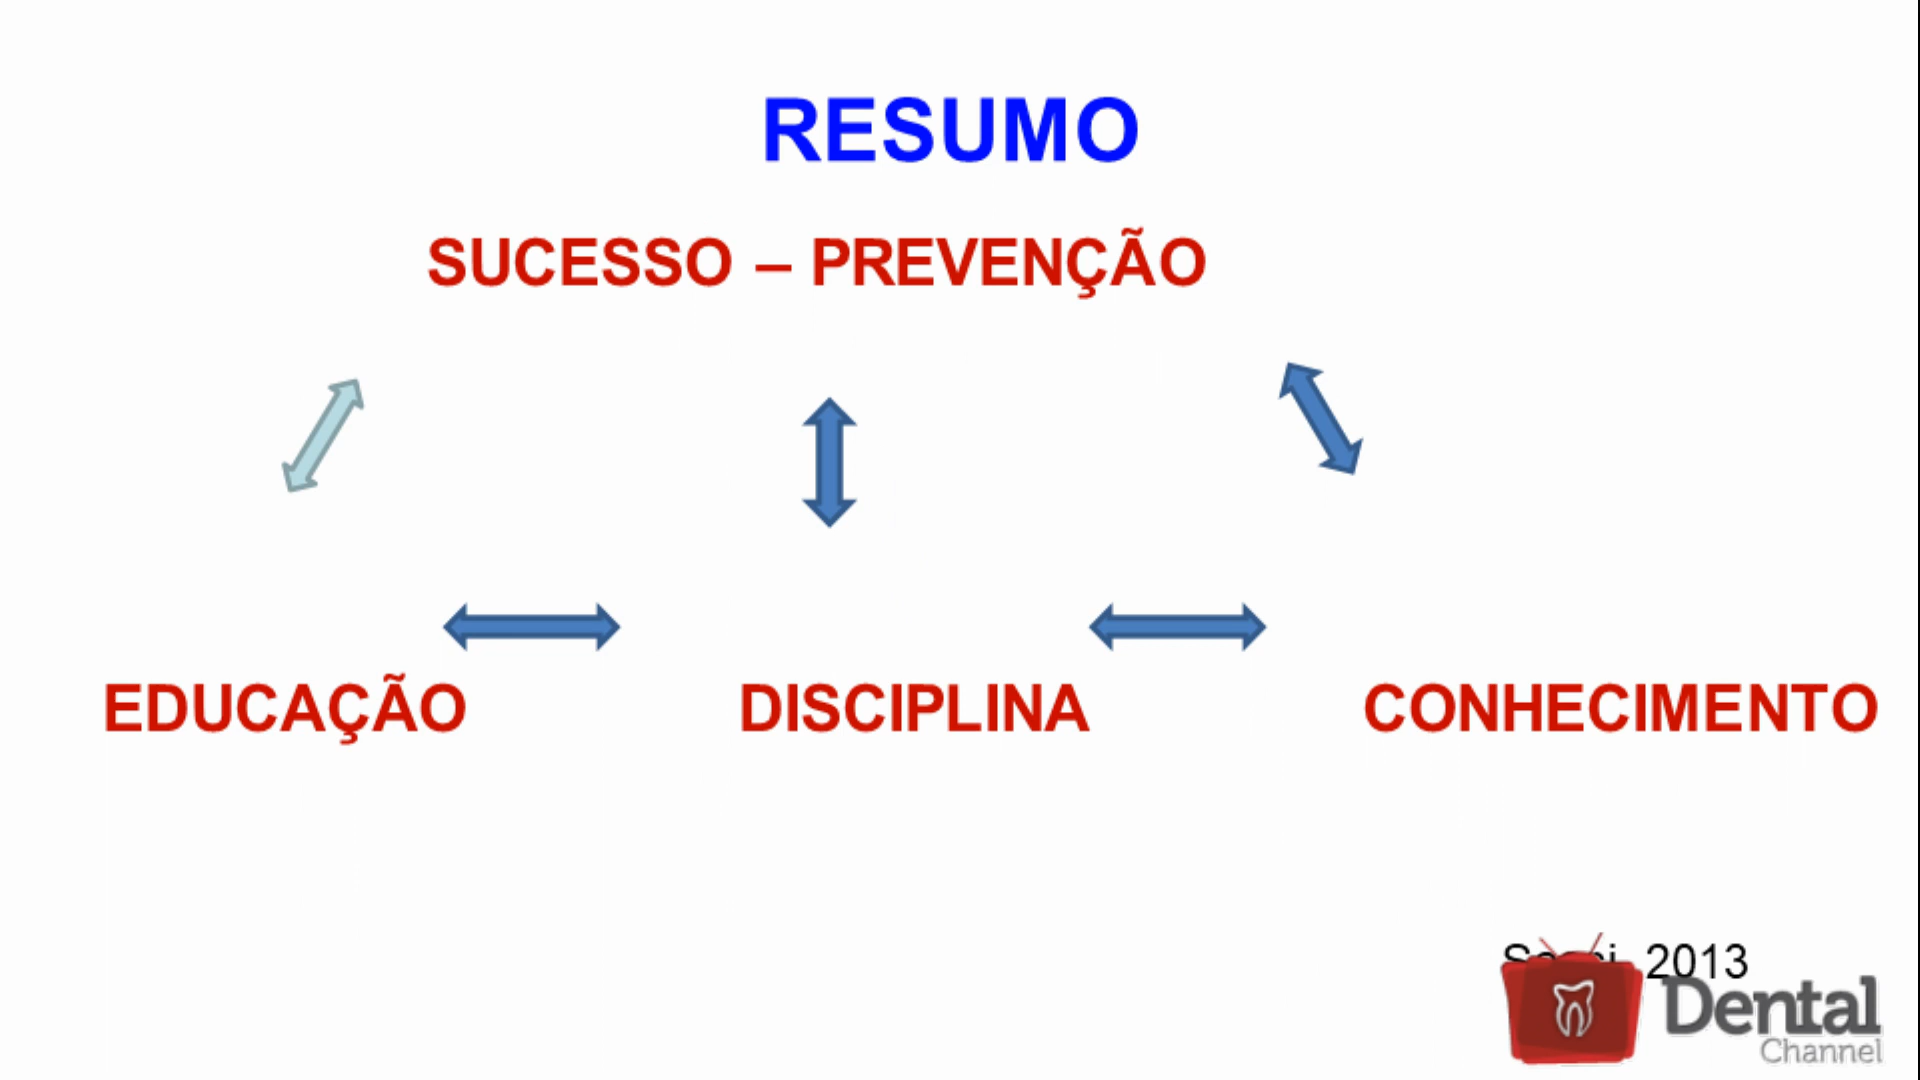 RESUMO
SUCESSO – PREVENÇÃO
EDUCAÇÃO DISCIPLINA CONHECIMENTO
2013
Dental
Channel